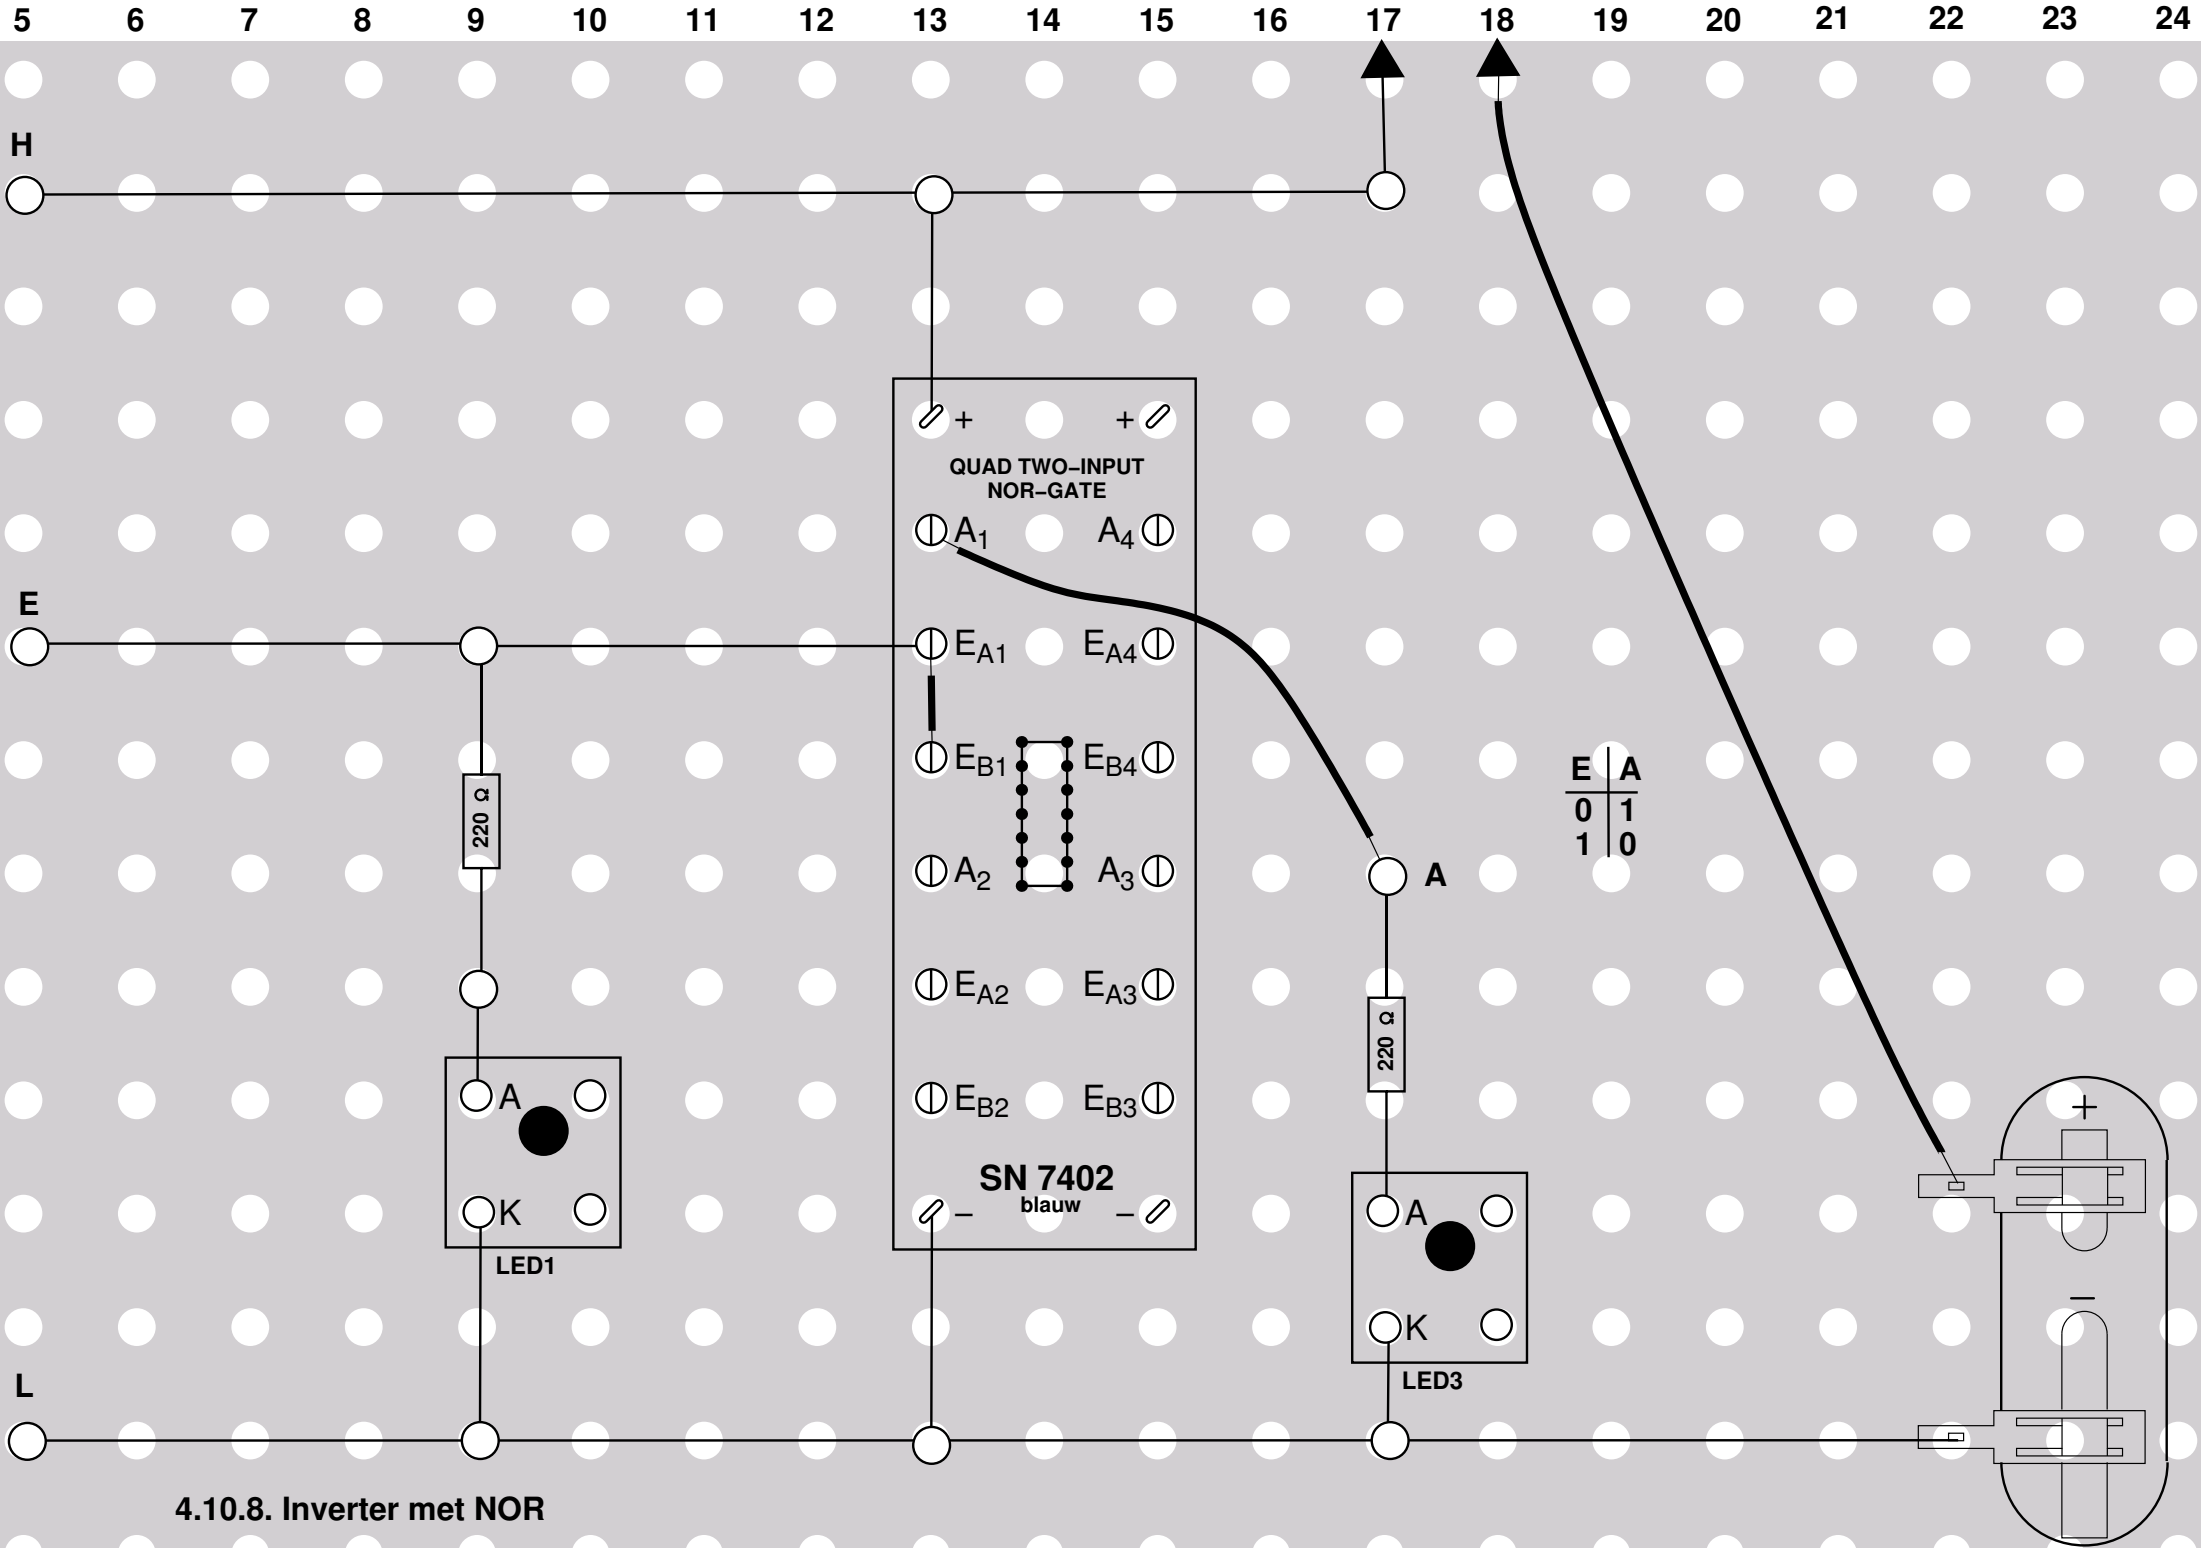 5 6 7 8 9 10 11 12 13 14 15 16 17 18 19 20 21 22 23 24
H
+ +
QUAD TWO–INPUT
NOR–GATE
A1 A4
E
EA1 EA4
EB1 EB4
E A
0 1
1 0
220 Ω
A2 A3
A
EA2 EA3
220 Ω
A
EB2 EB3
+
SN 7402
blauw
K
– –
A
LED1
–
K
LED3
L
4.10.8. Inverter met NOR